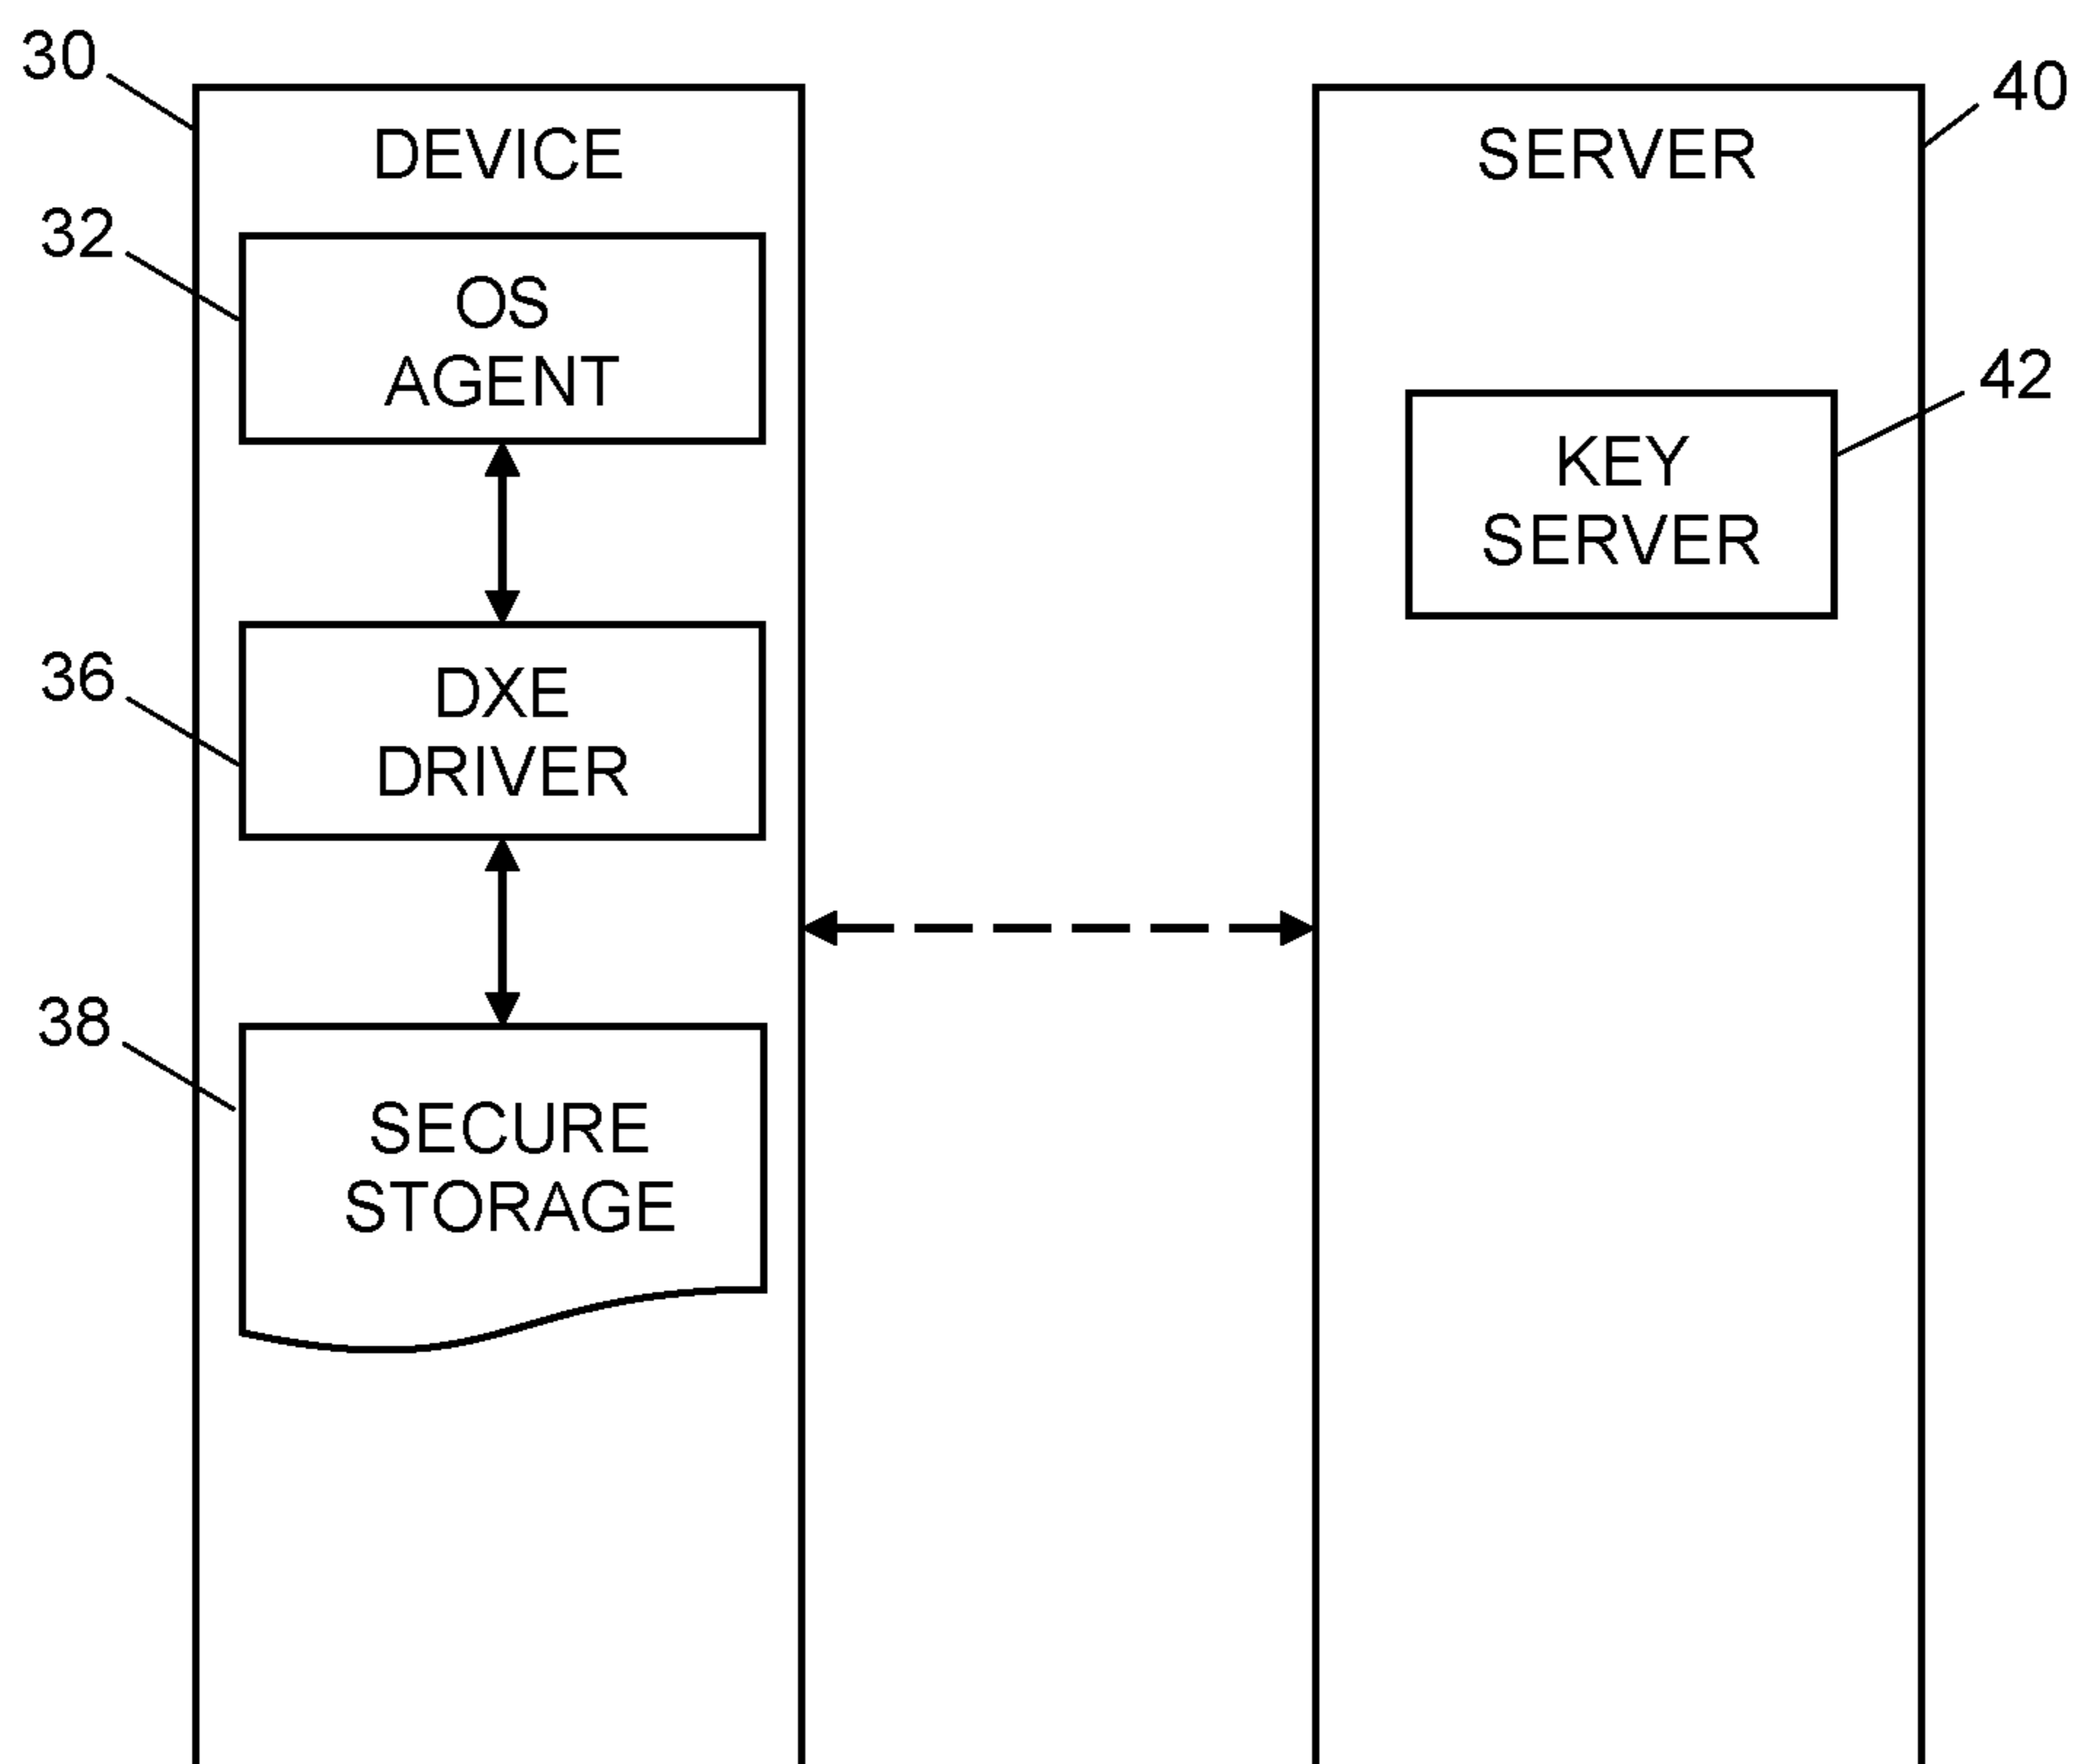 30
DEVICE
32
OS
AGENT
36
DXE
DRIVER
38
SECURE
STORAGE
40
SERVER
42
KEY
SERVER